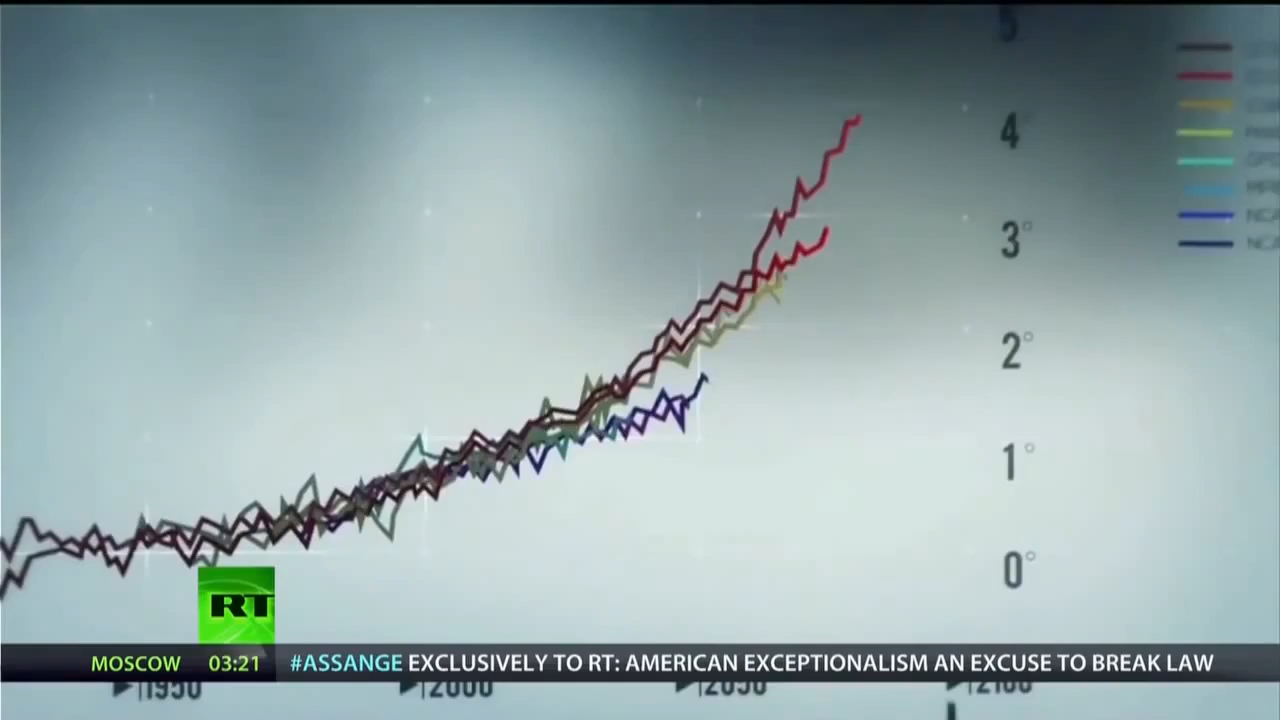 5
4°
3°
2°
1°
0°
RT
MOSCOW 03:21 #ASSANGE EXCLUSIVELY TO RT: AMERICAN EXCEPTIONALISM AN EXCUSE TO BREAK LAW
1950 2000 2050 2100